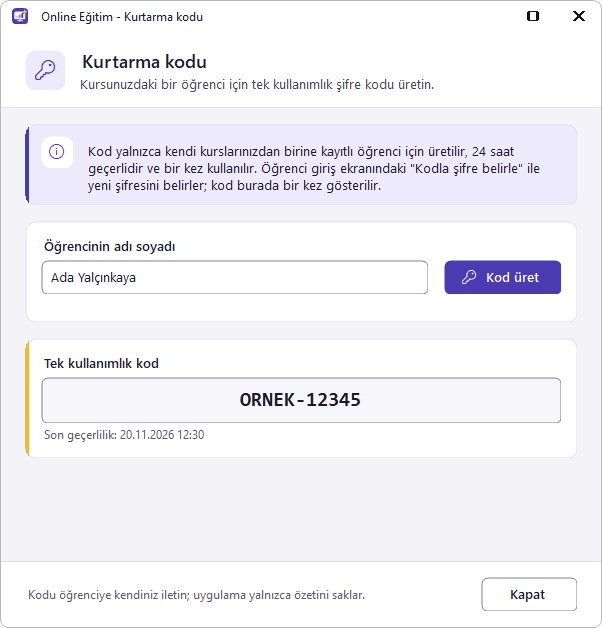 Online Eğitim - Kurtarma kodu
Kurtarma kodu
Kursunuzdaki bir öğrenci için tek kullanımlık şifre kodu üretin.
Kod yalnızca kendi kurslarınızdan birine kayıtlı öğrenci için üretilir, 24 saat
geçerlidir ve bir kez kullanılır. Öğrenci giriş ekranındaki "Kodla şifre belirle" ile
yeni şifresini belirler; kod burada bir kez gösterilir.
Öğrencinin adı soyadı
Ada Yalçınkaya
Kod üret
Tek kullanımlık kod
ORNEK-12345
Son geçerlilik: 20.11.2026 12:30
Kodu öğrenciye kendiniz iletin; uygulama yalnızca özetini saklar.
Kapat